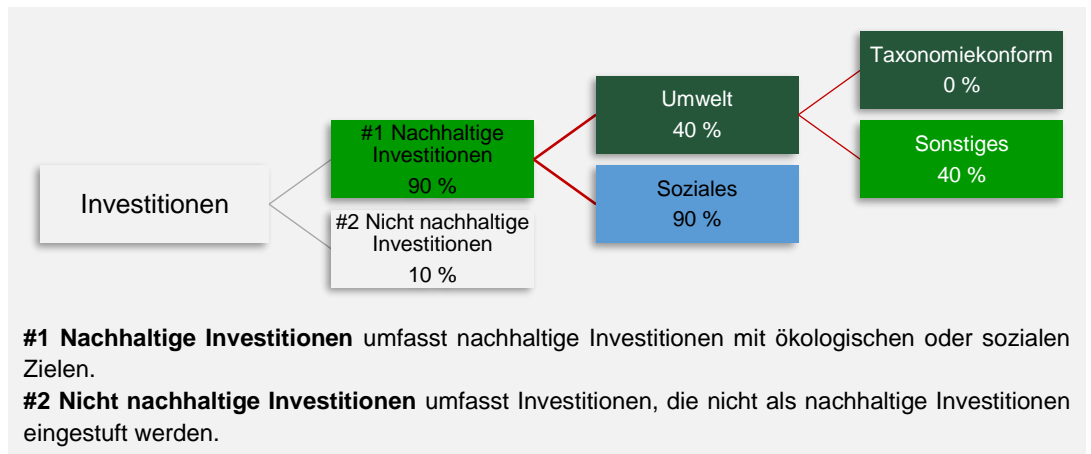 Investitionen
#1 Nachhaltige
Investitionen
90 %
#2 Nicht nachhaltige
Investitionen
10 %
Umwelt
40 %
Soziales
90 %
Taxonomiekonform
0 %
Sonstiges
40 %
#1 Nachhaltige Investitionen umfasst nachhaltige Investitionen mit ökologischen oder sozialen
Zielen.
#2 Nicht nachhaltige Investitionen umfasst Investitionen, die nicht als nachhaltige Investitionen
eingestuft werden.